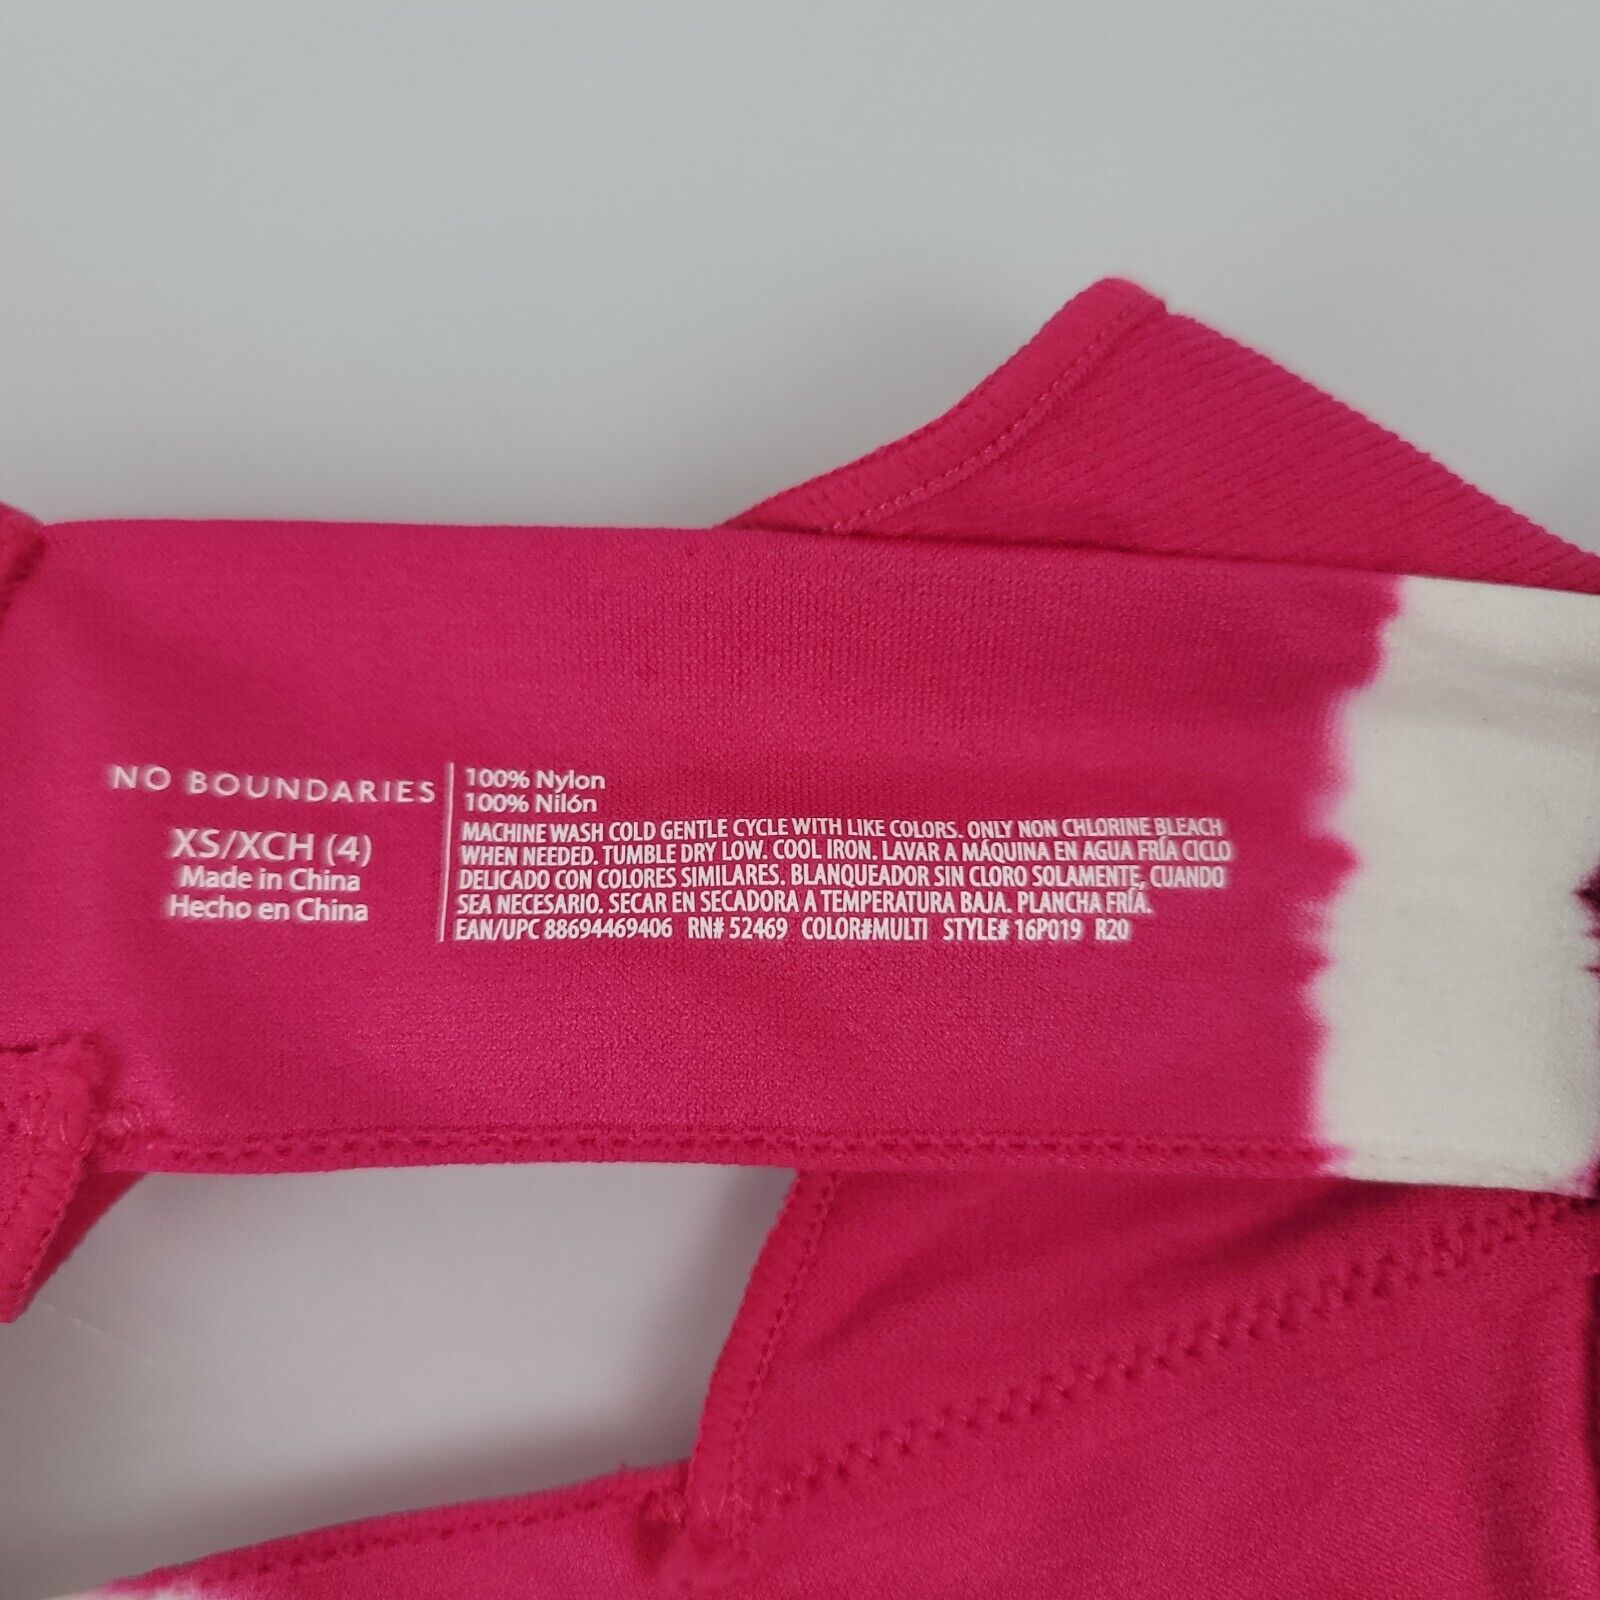 NO BOUNDARIES
XS/XCH (4)
Made in China
Hecho en China
100% Nylon
100% Nilón
MACHINE WASH COLD GENTLE CYCLE WITH LIKE COLORS. ONLY NON CHLORINE BLEACH
WHEN NEEDED. TUMBLE DRY LOW. COOL IRON. LAVAR A MÁQUINA EN AGUA FRÍA CICLO
DELICADO CON COLORES SIMILARES. BLANQUEADOR SIN CLORO SOLAMENTE, CUANDO
SEA NECESARIO. SECAR EN SECADORA A TEMPERATURA BAJA. PLANCHA FRÍA.
EAN/UPC 88694469406 RN# 52469 COLOR#MULTI STYLE# 16P019 R20